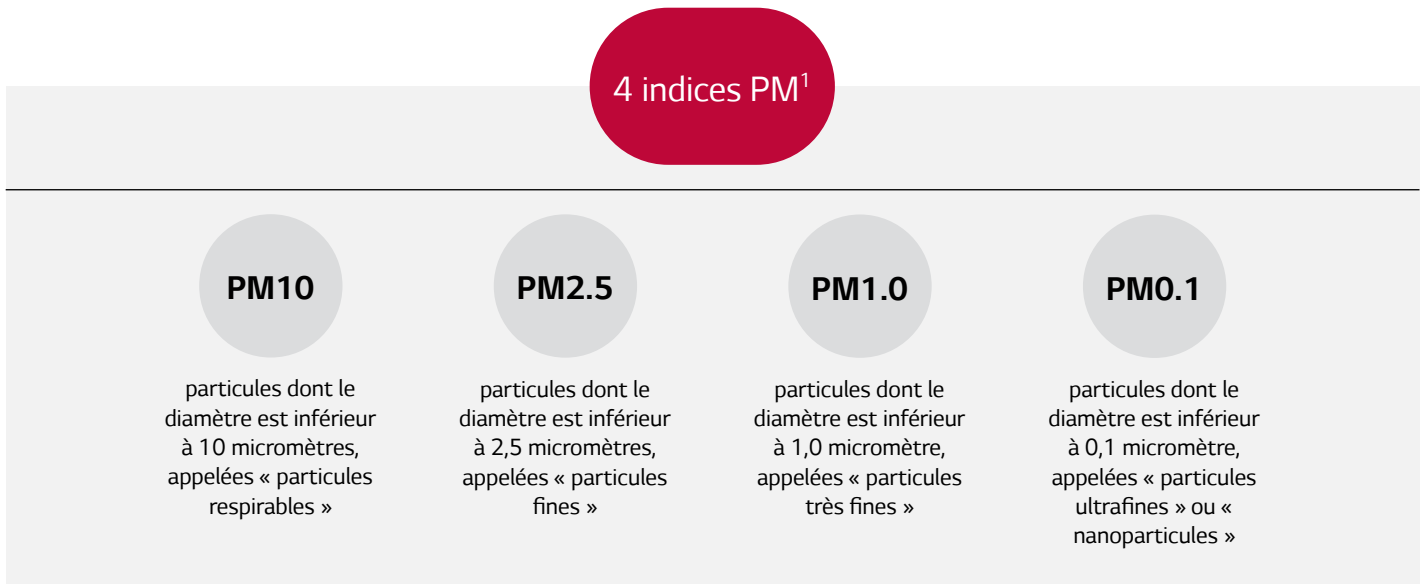 4 indices PM¹
PM10
particules dont le
diamètre est inférieur
à 10 micromètres,
appelées « particules
respirables »
PM2.5
particules dont le
diamètre est inférieur
à 2,5 micromètres,
appelées « particules
fines »
PM1.0
particules dont le
diamètre est inférieur
à 1,0 micromètre,
appelées « particules
très fines »
PM0.1
particules dont le
diamètre est inférieur
à 0,1 micromètre,
appelées « particules
ultrafines » ou «
nanoparticules »